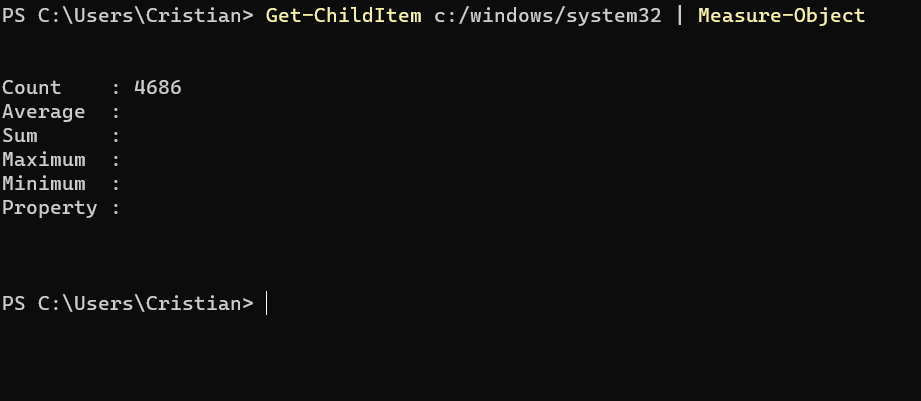 PS C:\Users\Cristian> Get-ChildItem c:/windows/system32 | Measure-Object
Count    : 4686
Average  :
Sum      :
Maximum  :
Minimum  :
Property :
PS C:\Users\Cristian>